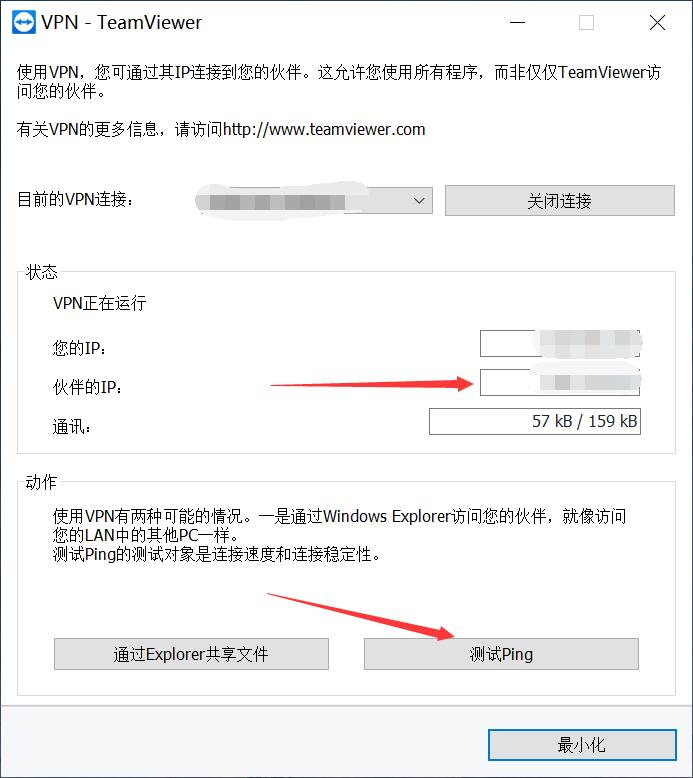 VPN - TeamViewer
使用VPN，您可通过其IP连接到您的伙伴。这允许您使用所有程序，而非仅仅TeamViewer访
问您的伙伴。
有关VPN的更多信息，请访问http://www.teamviewer.com
目前的VPN连接：
关闭连接
状态
VPN正在运行
您的IP：
伙伴的IP：
通讯：
57 kB / 159 kB
动作
使用VPN有两种可能的情况。一是通过Windows Explorer访问您的伙伴，就像访问
您的LAN中的其他PC一样。
测试Ping的测试对象是连接速度和连接稳定性。
通过Explorer共享文件
测试Ping
最小化